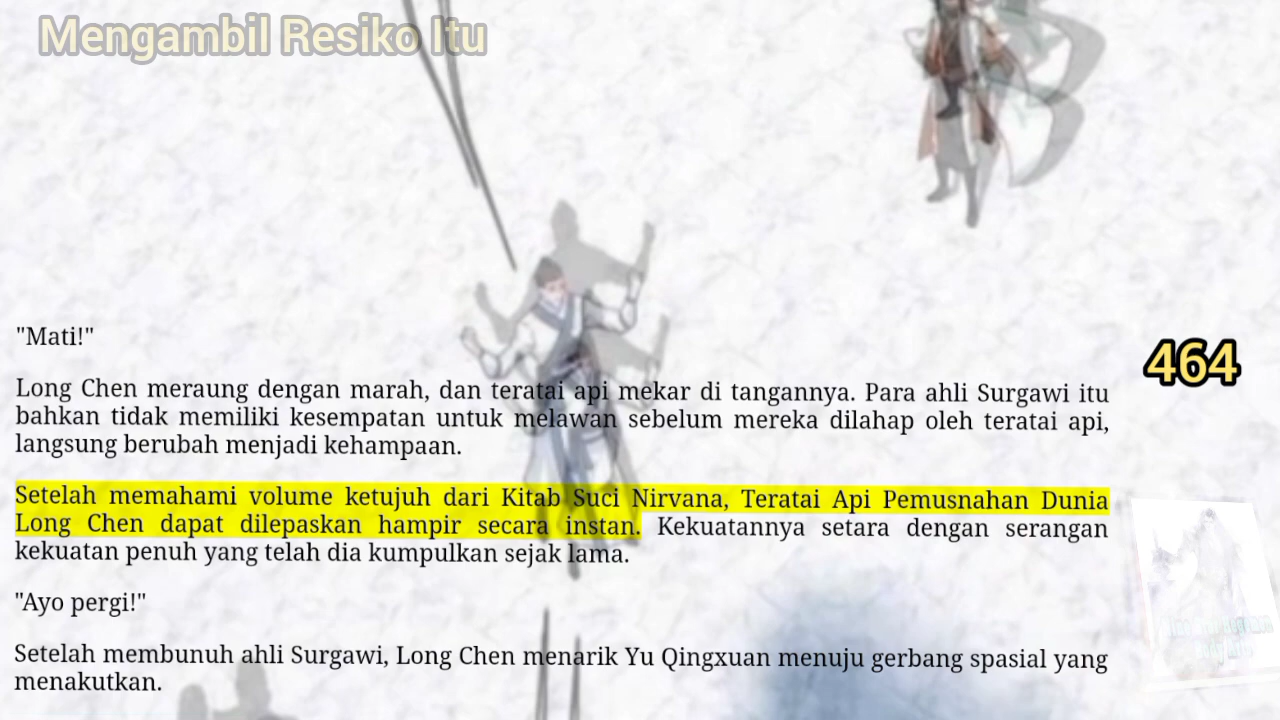 Mengambil Resiko Itu
"Mati!"
464
Long Chen meraung dengan marah, dan teratai api mekar di tangannya. Para ahli Surgawi itu
bahkan tidak memiliki kesempatan untuk melawan sebelum mereka dilahap oleh teratai api,
langsung berubah menjadi kehampaan.
Setelah memahami volume ketujuh dari Kitab Suci Nirvana, Teratai Api Pemusnahan Dunia
Long Chen dapat dilepaskan hampir secara instan. Kekuatannya setara dengan serangan
kekuatan penuh yang telah dia kumpulkan sejak lama.
"Ayo pergi!"
Setelah membunuh ahli Surgawi, Long Chen menarik Yu Qingxuan menuju gerbang spasial yang
menakutkan.